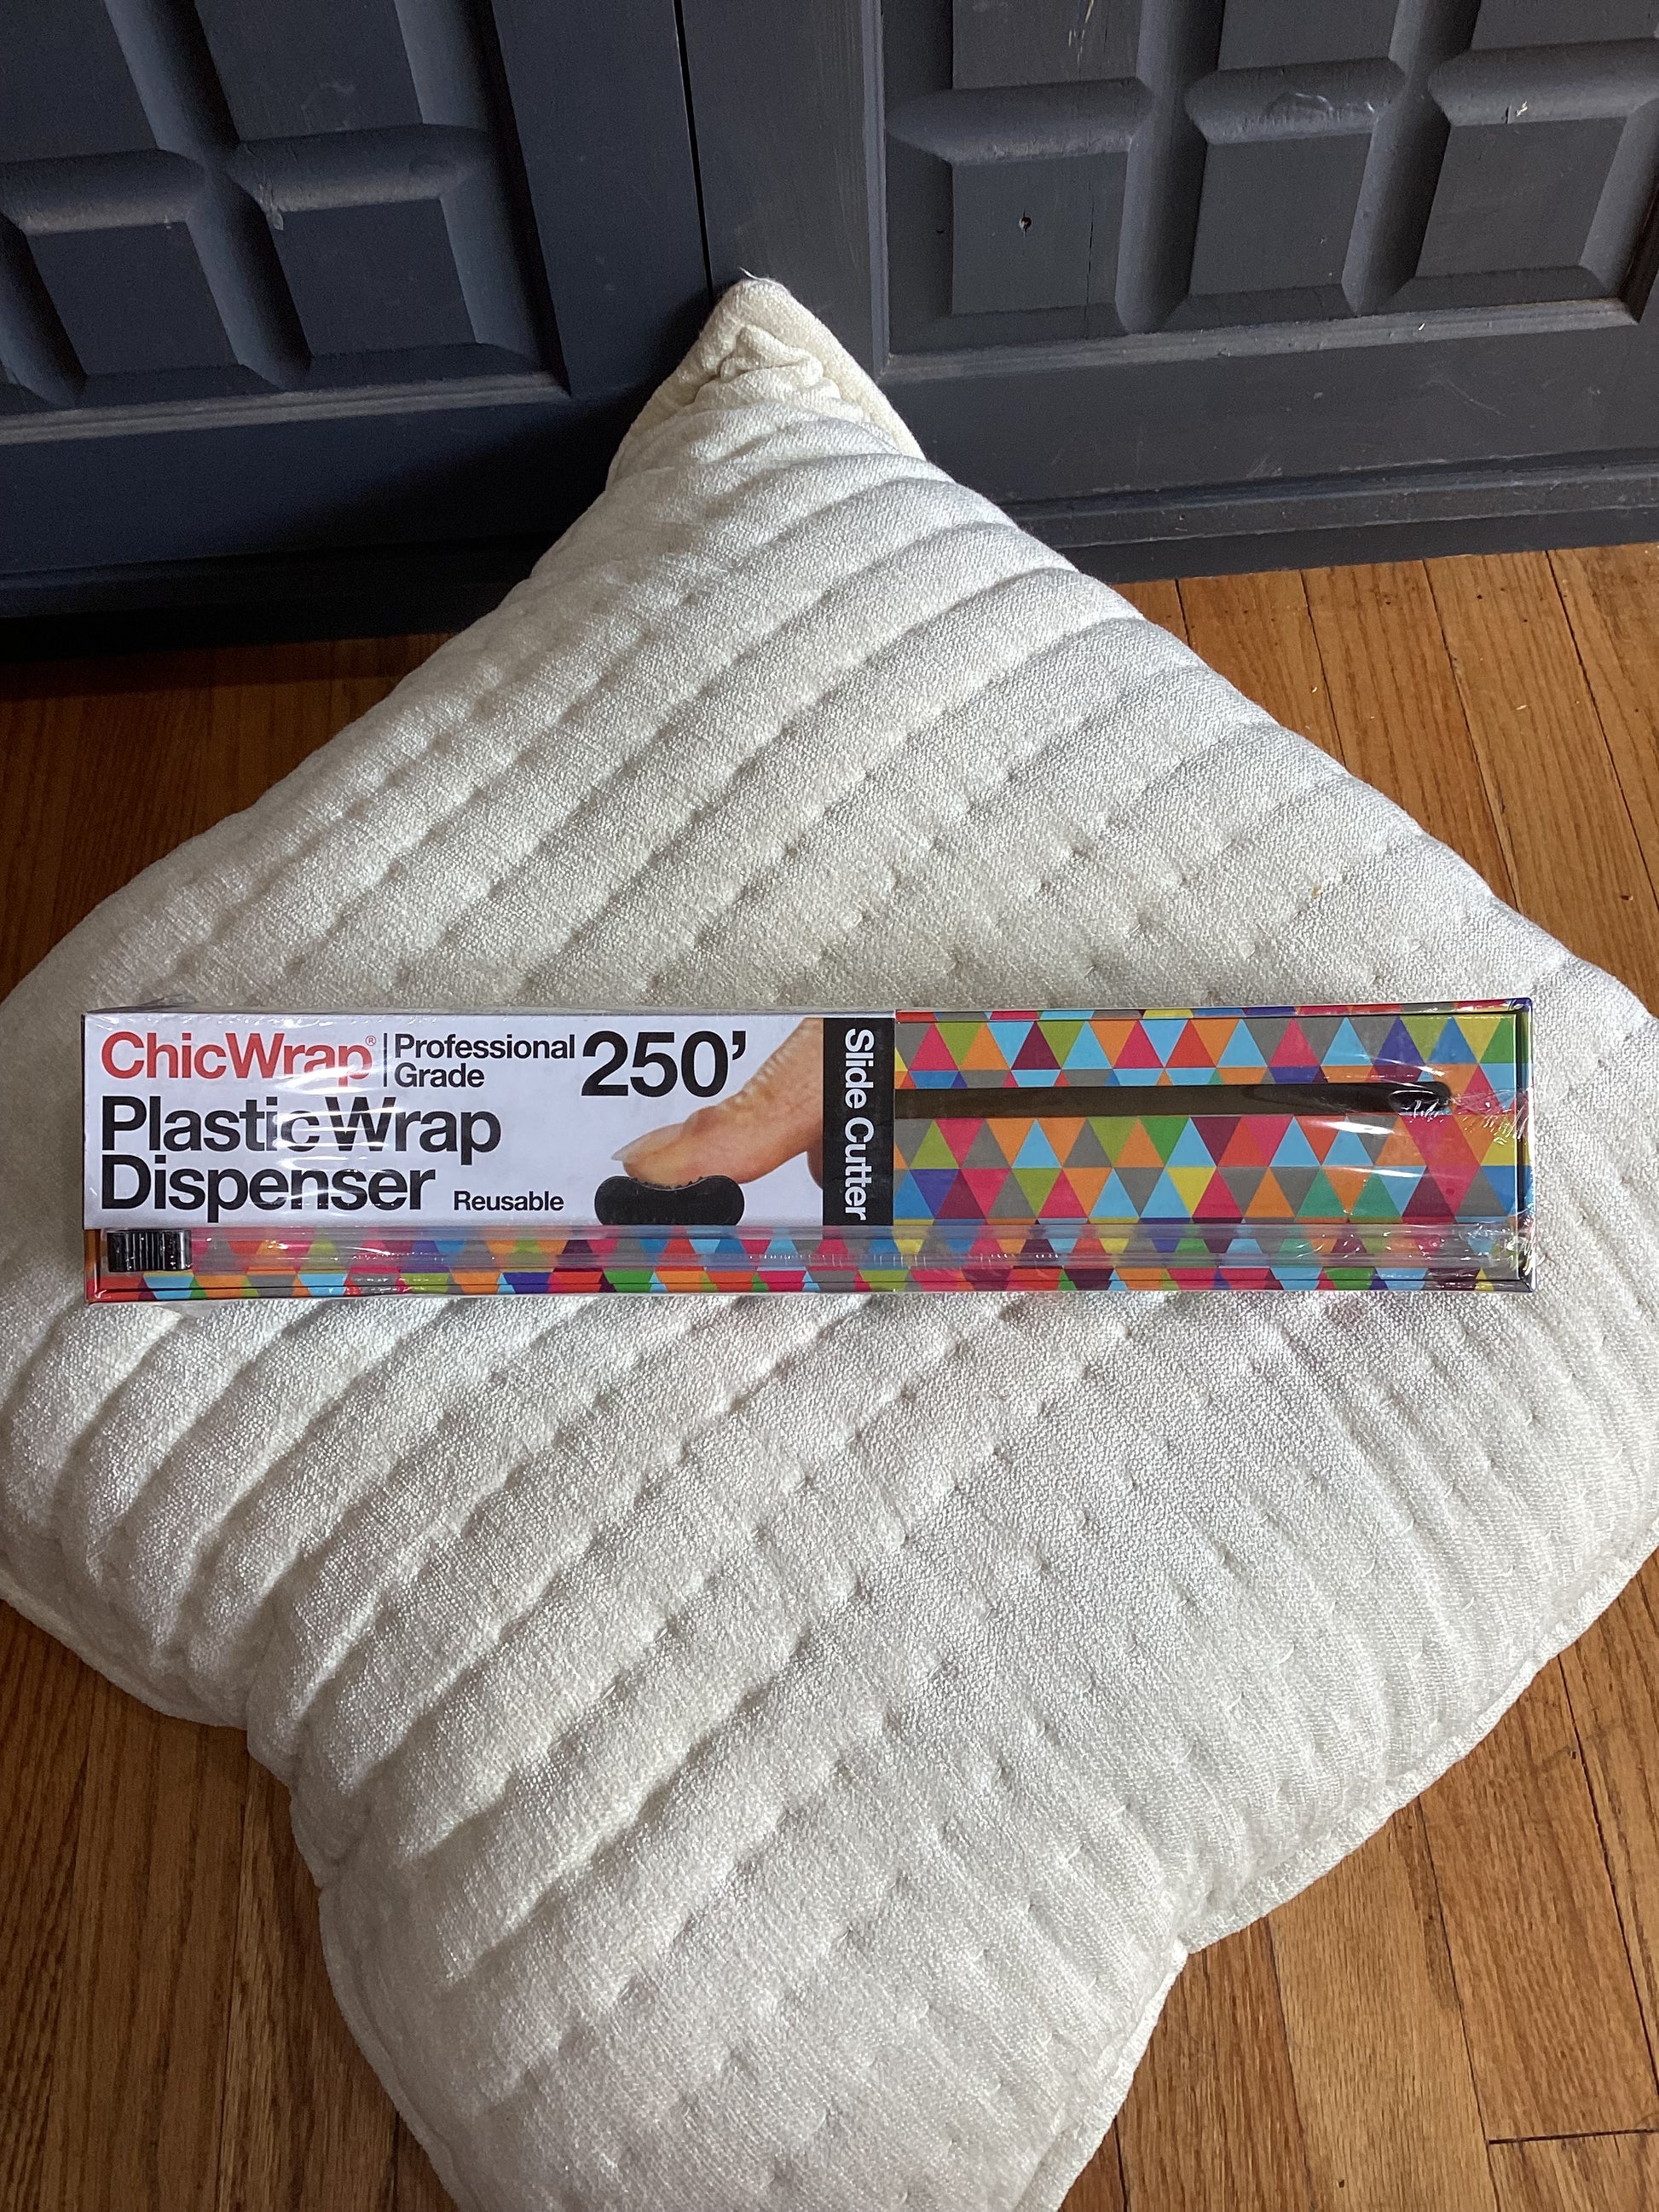 ChicWrap® Professional Grade 250’
Plastic Wrap
Dispenser Reusable
Slide Cutter